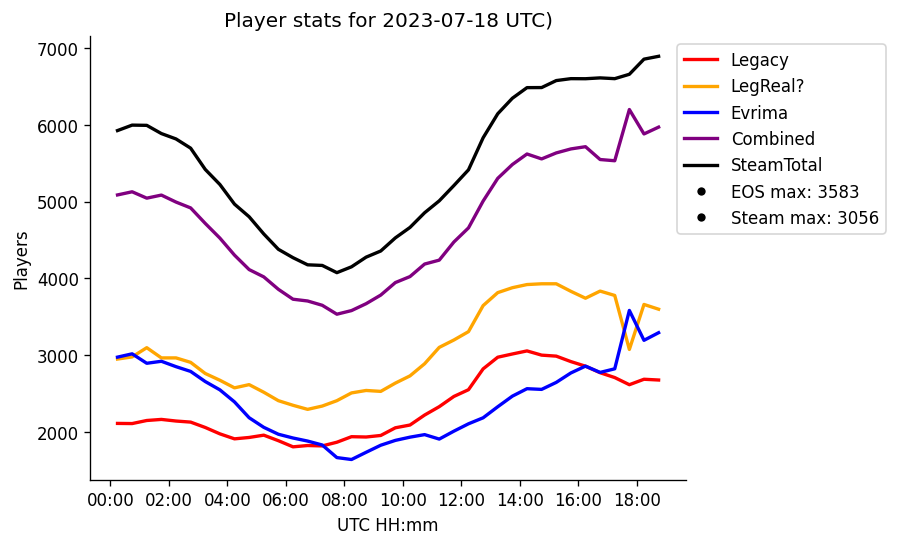 Player stats for 2023-07-18 UTC)
7000
6000
5000
4000
3000
2000
Players
00:00 02:00 04:00 06:00 08:00 10:00 12:00 14:00 16:00 18:00
UTC HH:mm
Legacy
LegReal?
Evrima
Combined
SteamTotal
EOS max: 3583
Steam max: 3056